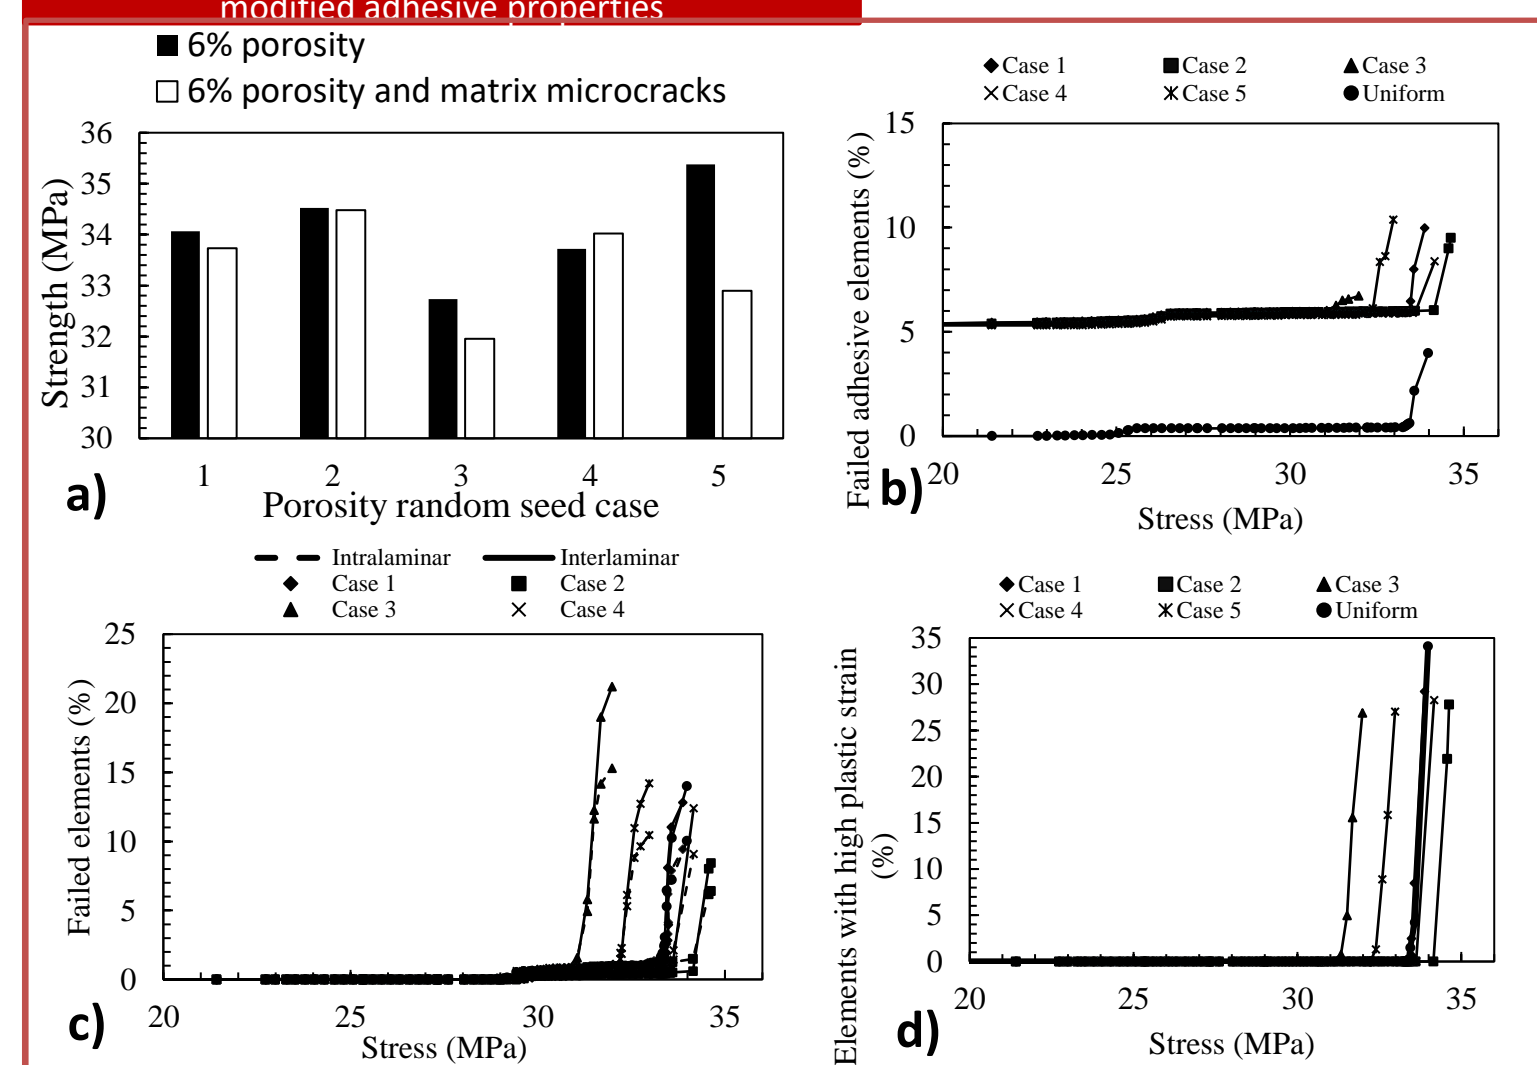 modified adhesive properties
6% porosity
6% porosity and matrix microcracks
36
35
34
33
32
31
30
Strength (MPa)
1 2 3 4 5
Porosity random seed case
a)
Case 1 Case 2 Case 3
Case 4 Case 5 Uniform
15
10
5
0
Failed adhesive elements (%)
20 25 30 35
Stress (MPa)
b)
Intralaminar Interlaminar
Case 1 Case 2
Case 3 Case 4
25
20
15
10
5
0
Failed elements (%)
20 25 30 35
Stress (MPa)
c)
Case 1 Case 2 Case 3
Case 4 Case 5 Uniform
35
30
25
20
15
10
5
0
Elements with high plastic strain
(%)
20 25 30 35
Stress (MPa)
d)